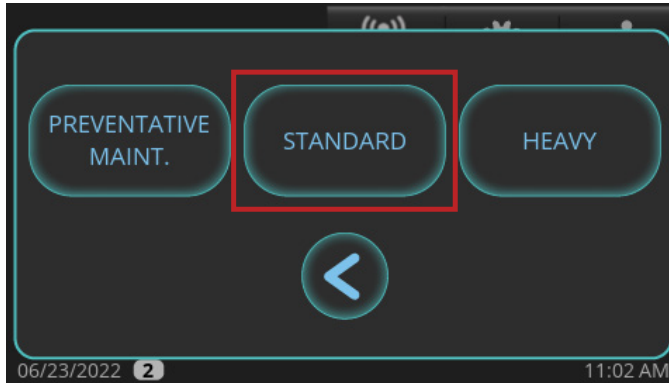 PREVENTATIVE
MAINT.
STANDARD
HEAVY
06/23/2022 2
11:02 AM